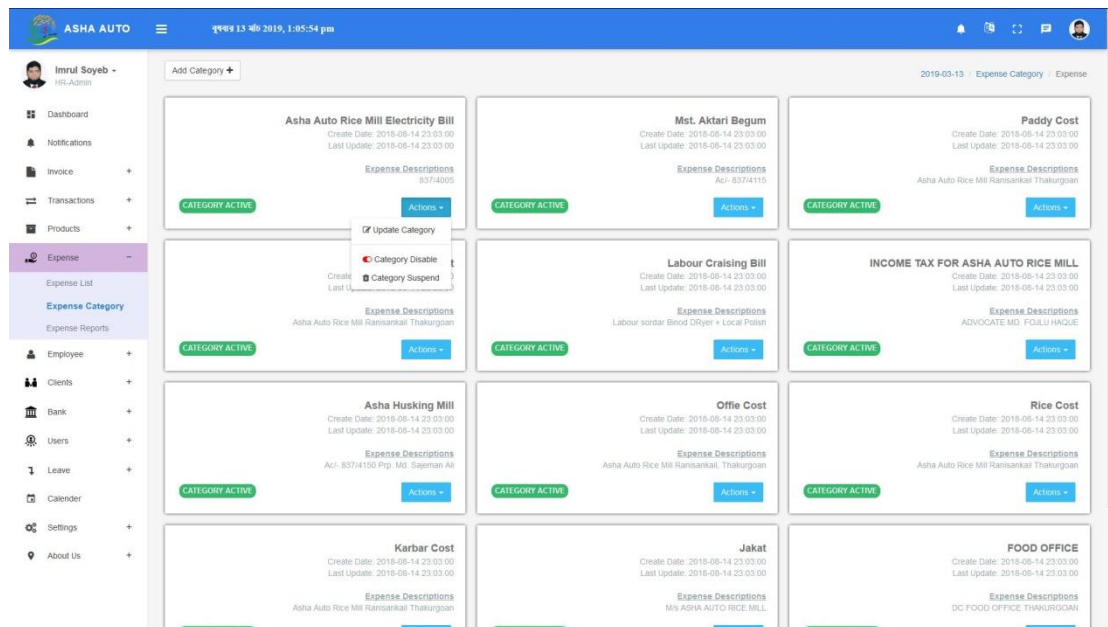 ASHA AUTO
বুধবার 13 মার্চ 2019, 1:05:54 pm
Imrul Soyeb
HR-Admin
Add Category +
2019-03-13 / Expense Category / Expense
Dashboard
Notifications
Invoice +
Transactions +
Products +
Expense −
Expense List
Expense Category
Expense Reports
Employee +
Clients +
Bank +
Users +
Leave +
Calender
Settings +
About Us +
Asha Auto Rice Mill Electricity Bill
Create Date: 2018-08-14 23:03:00
Last Update: 2018-08-14 23:03:00
Expense Descriptions
837/4005
CATEGORY ACTIVE
Actions
Update Category
Category Disable
Category Suspend
Mst. Aktari Begum
Create Date: 2018-08-14 23:03:00
Last Update: 2018-08-14 23:03:00
Expense Descriptions
Ac/- 837/4115
CATEGORY ACTIVE
Actions
Paddy Cost
Create Date: 2018-08-14 23:03:00
Last Update: 2018-08-14 23:03:00
Expense Descriptions
Asha Auto Rice Mill Ranisankail Thakurgoan
CATEGORY ACTIVE
Actions
t
Create
Last
Expense Descriptions
Asha Auto Rice Mill Ranisankail Thakurgoan
CATEGORY ACTIVE
Actions
Labour Craising Bill
Create Date: 2018-08-14 23:03:00
Last Update: 2018-08-14 23:03:00
Expense Descriptions
Labour sordar Binod DRyer + Local Polish
CATEGORY ACTIVE
Actions
INCOME TAX FOR ASHA AUTO RICE MILL
Create Date: 2018-08-14 23:03:00
Last Update: 2018-08-14 23:03:00
Expense Descriptions
ADVOCATE MD. FOJLU HAQUE
CATEGORY ACTIVE
Actions
Asha Husking Mill
Create Date: 2018-08-14 23:03:00
Last Update: 2018-08-14 23:03:00
Expense Descriptions
Ac/- 837/4150 Prp. Md. Sajeman Ali
CATEGORY ACTIVE
Actions
Offie Cost
Create Date: 2018-08-14 23:03:00
Last Update: 2018-08-14 23:03:00
Expense Descriptions
Asha Auto Rice Mill Ranisankail, Thakurgoan
CATEGORY ACTIVE
Actions
Rice Cost
Create Date: 2018-08-14 23:03:00
Last Update: 2018-08-14 23:03:00
Expense Descriptions
Asha Auto Rice Mill Ranisankail Thakurgoan
CATEGORY ACTIVE
Actions
Karbar Cost
Create Date: 2018-08-14 23:03:00
Last Update: 2018-08-14 23:03:00
Expense Descriptions
Asha Auto Rice Mill Ranisankail Thakurgoan
Jakat
Create Date: 2018-08-14 23:03:00
Last Update: 2018-08-14 23:03:00
Expense Descriptions
M/s ASHA AUTO RICE MILL
FOOD OFFICE
Create Date: 2018-08-14 23:03:00
Last Update: 2018-08-14 23:03:00
Expense Descriptions
DC FOOD OFFICE THAKURGOAN